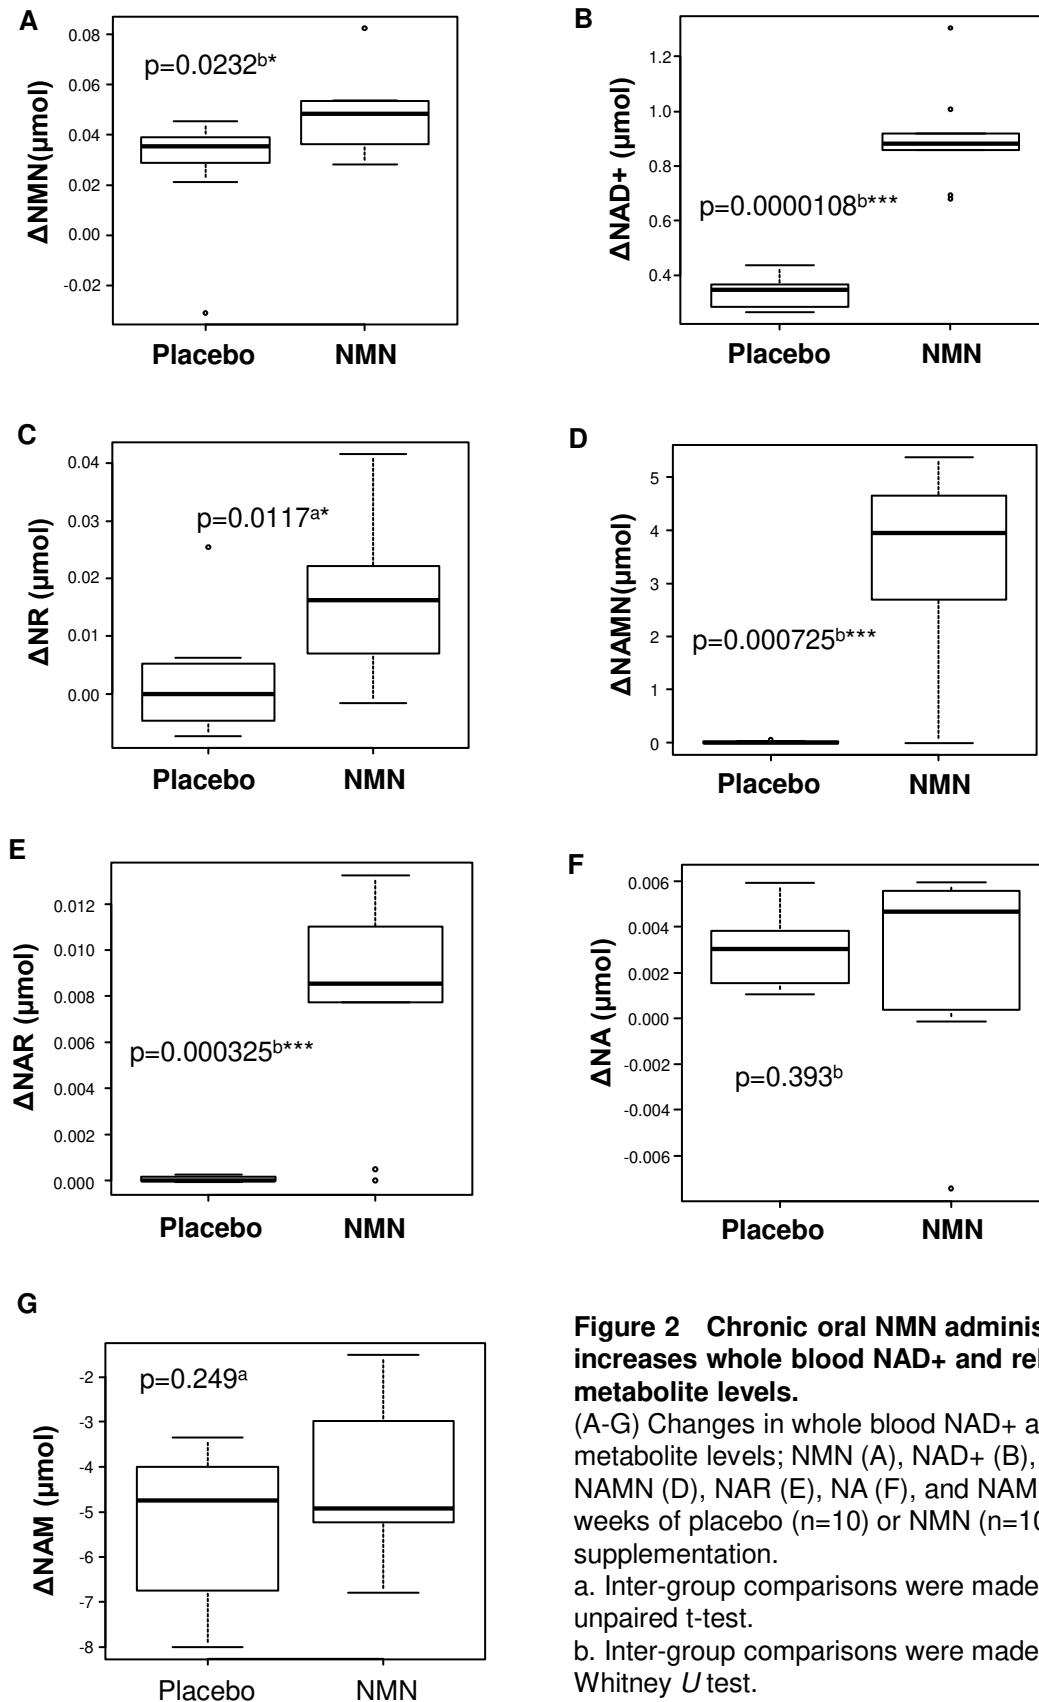 A
ΔNMN(μmol)
0.08
0.06
0.04
0.02
0.00
-0.02
p=0.0232b*
Placebo NMN
B
ΔNAD+ (μmol)
1.2
1.0
0.8
0.6
0.4
p=0.0000108b***
Placebo NMN
C
ΔNR (μmol)
0.04
0.03
0.02
0.01
0.00
p=0.0117a*
Placebo NMN
D
ΔNAMN(μmol)
5
4
3
2
1
0
p=0.000725b***
Placebo NMN
E
ΔNAR (μmol)
0.012
0.010
0.008
0.006
0.004
0.002
0.000
p=0.000325b***
Placebo NMN
F
ΔNA (μmol)
0.006
0.004
0.002
0.000
-0.002
-0.004
-0.006
p=0.393b
Placebo NMN
G
ΔNAM (μmol)
-2
-3
-4
-5
-6
-7
-8
p=0.249a
Placebo NMN
Figure 2 Chronic oral NMN adminis
increases whole blood NAD+ and rel
metabolite levels.
(A-G) Changes in whole blood NAD+ a
metabolite levels; NMN (A), NAD+ (B),
NAMN (D), NAR (E), NA (F), and NAM
weeks of placebo (n=10) or NMN (n=10
supplementation.
a. Inter-group comparisons were made
unpaired t-test.
b. Inter-group comparisons were made
Whitney U test.